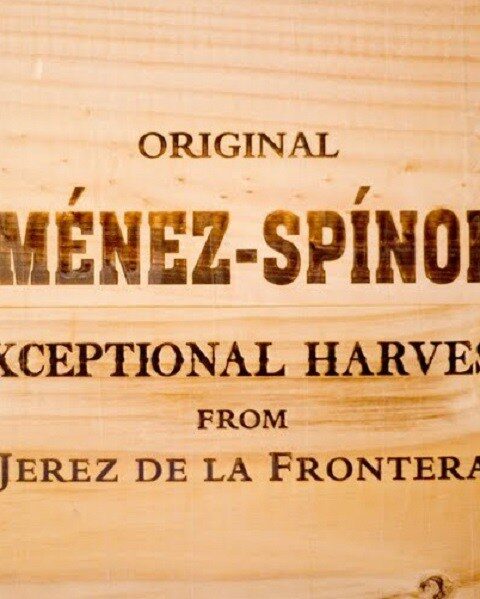 ORIGINAL
MÉNEZ-SPÍNO
XCEPTIONAL HARVES
FROM
JEREZ DE LA FRONTERA